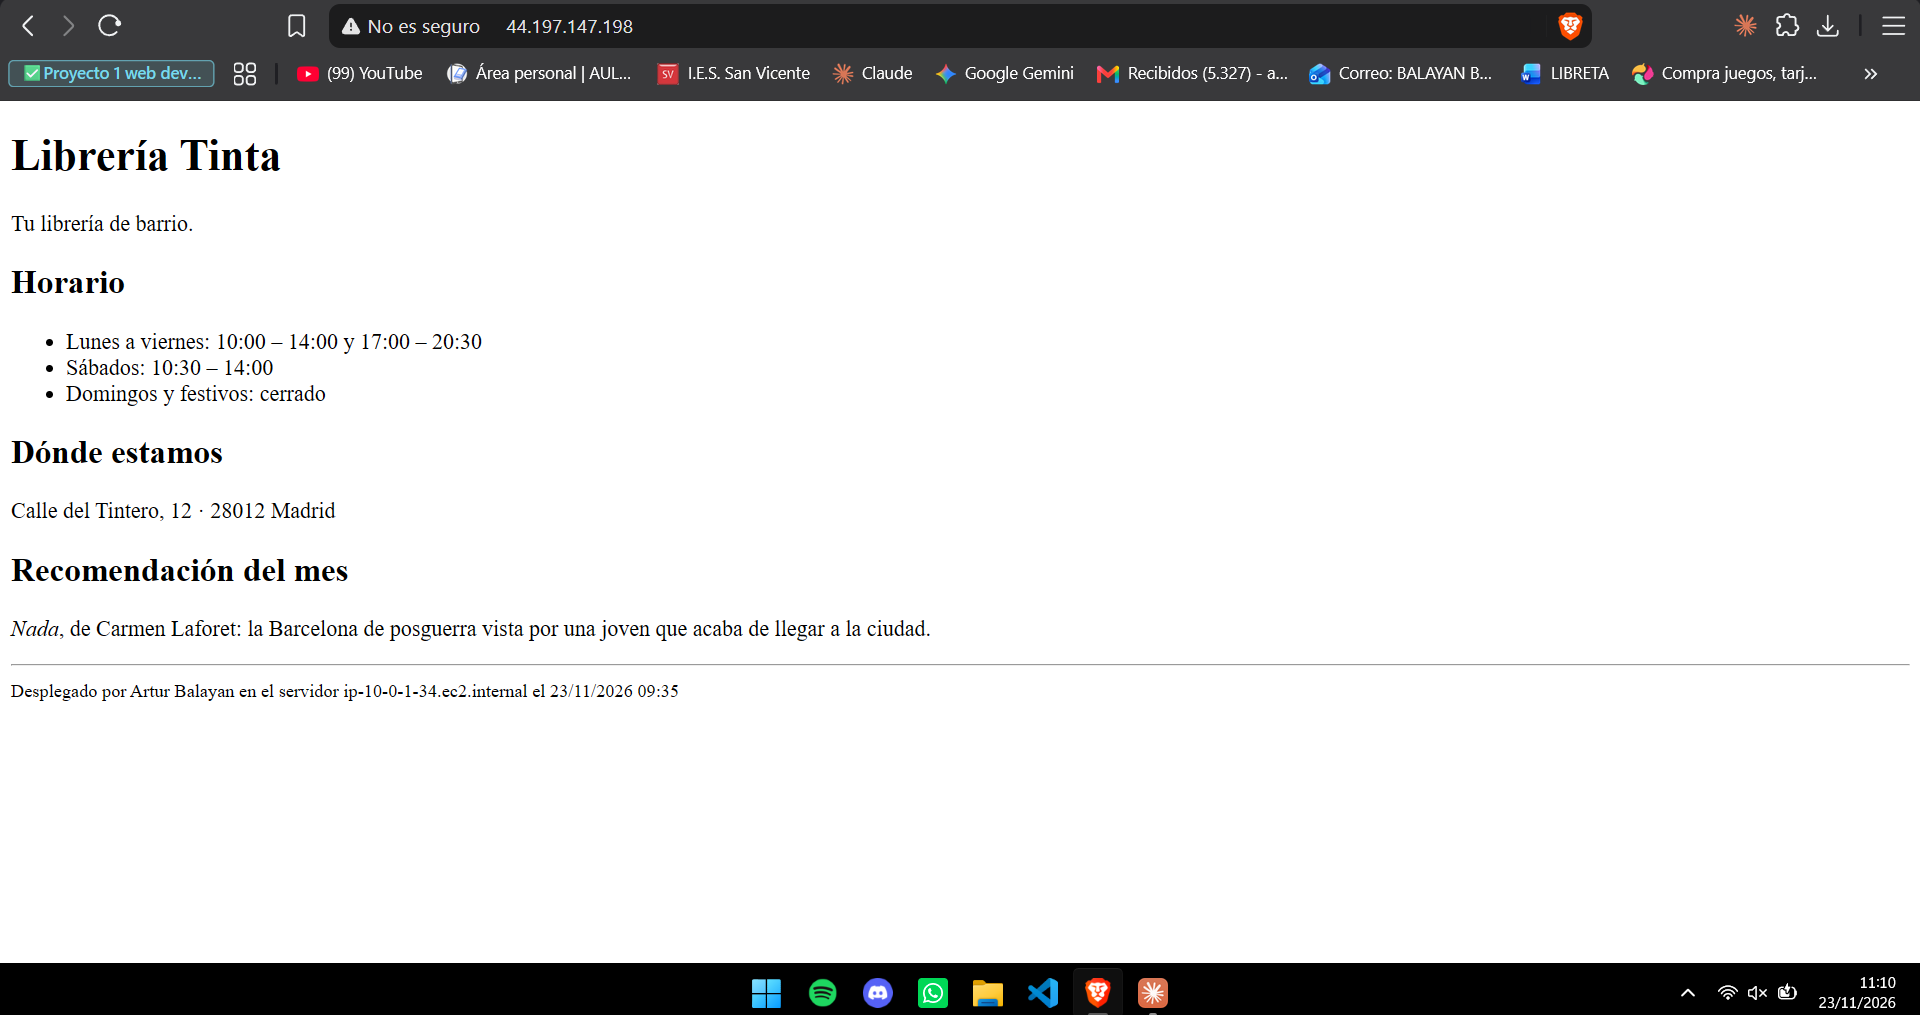 No es seguro 44.197.147.198
✅Proyecto 1 web dev... (99) YouTube Área personal | AUL... SV I.E.S. San Vicente Claude Google Gemini Recibidos (5.327) - a... Correo: BALAYAN B... LIBRETA Compra juegos, tarj... »
Librería Tinta
Tu librería de barrio.
Horario
• Lunes a viernes: 10:00 – 14:00 y 17:00 – 20:30
• Sábados: 10:30 – 14:00
• Domingos y festivos: cerrado
Dónde estamos
Calle del Tintero, 12 · 28012 Madrid
Recomendación del mes
Nada, de Carmen Laforet: la Barcelona de posguerra vista por una joven que acaba de llegar a la ciudad.
Desplegado por Artur Balayan en el servidor ip-10-0-1-34.ec2.internal el 23/11/2026 09:35
11:10
23/11/2026